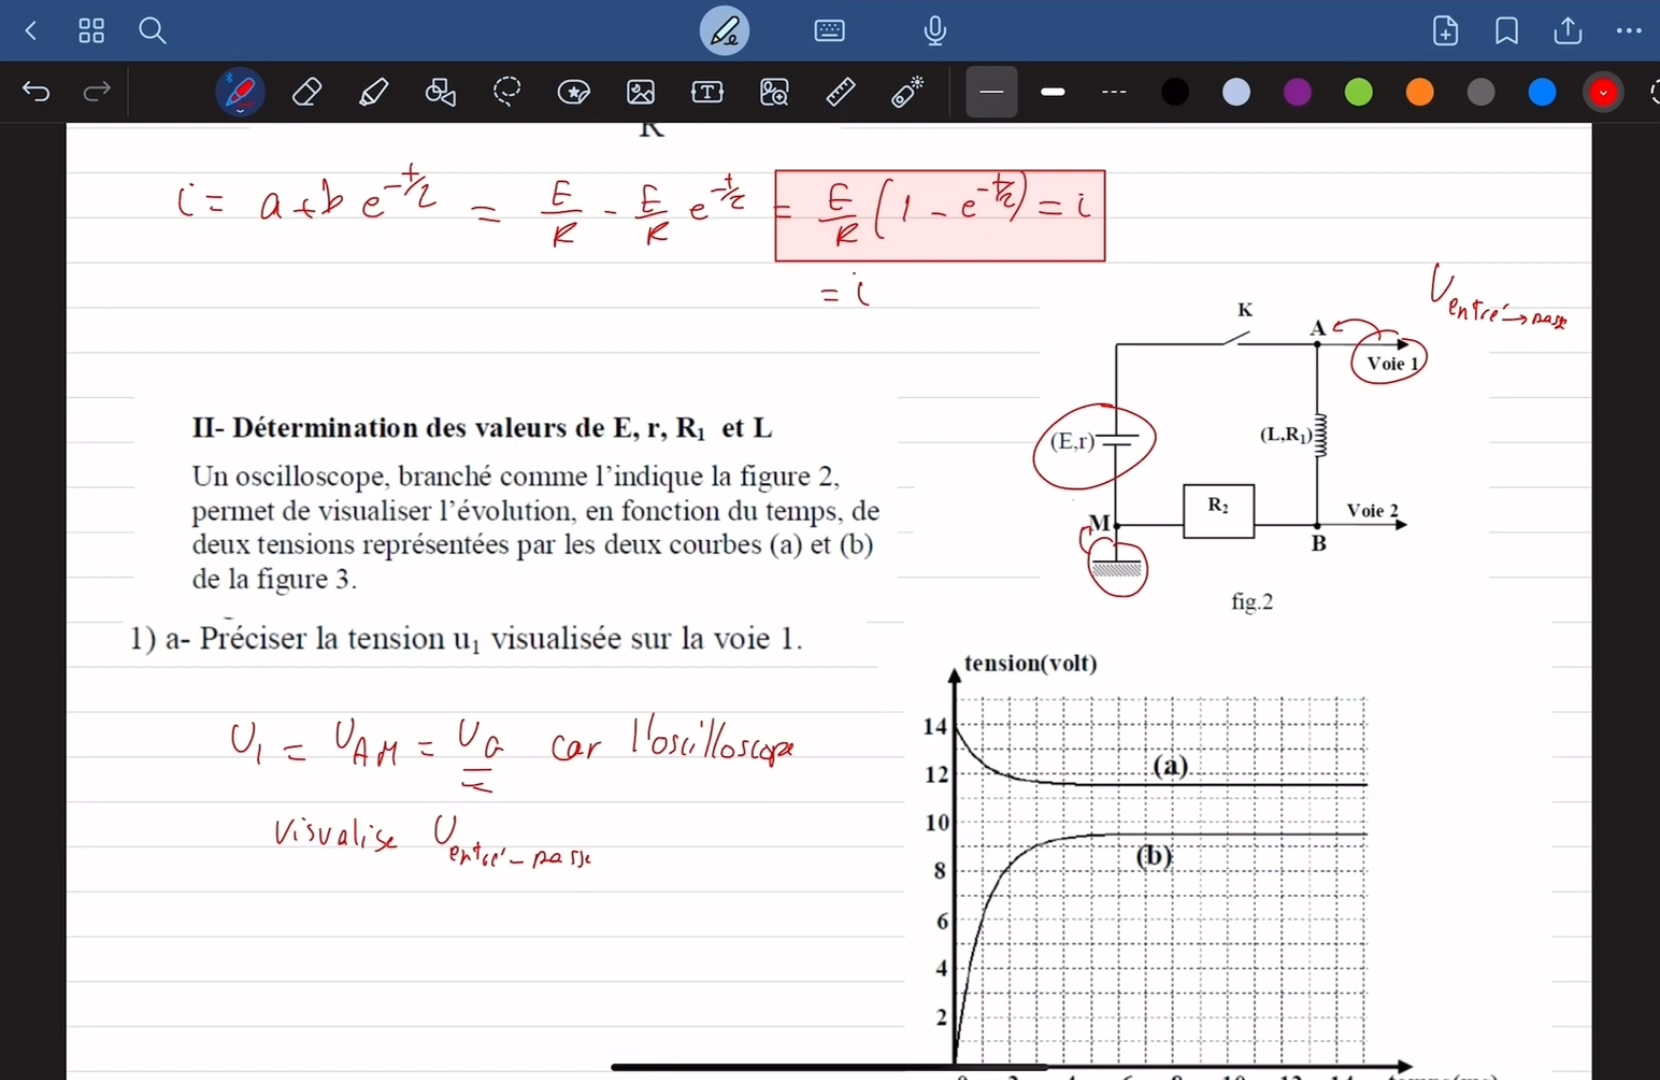 R
i = a + b e^-t/τ = E/R - E/R e^-t/τ = E/R (1 - e^-t/τ) = i
= i
U entré → masse
K
A
Voie 1
(E,r)
(L,R₁)
R₂
M
Voie 2
B
fig.2
II- Détermination des valeurs de E, r, R₁ et L
Un oscilloscope, branché comme l'indique la figure 2,
permet de visualiser l'évolution, en fonction du temps, de
deux tensions représentées par les deux courbes (a) et (b)
de la figure 3.
1) a- Préciser la tension u₁ visualisée sur la voie 1.
U₁ = U_AM = U_G car l'oscilloscope
visualise U entré - masse
tension(volt)
14
12
(a)
10
(b)
8
6
4
2